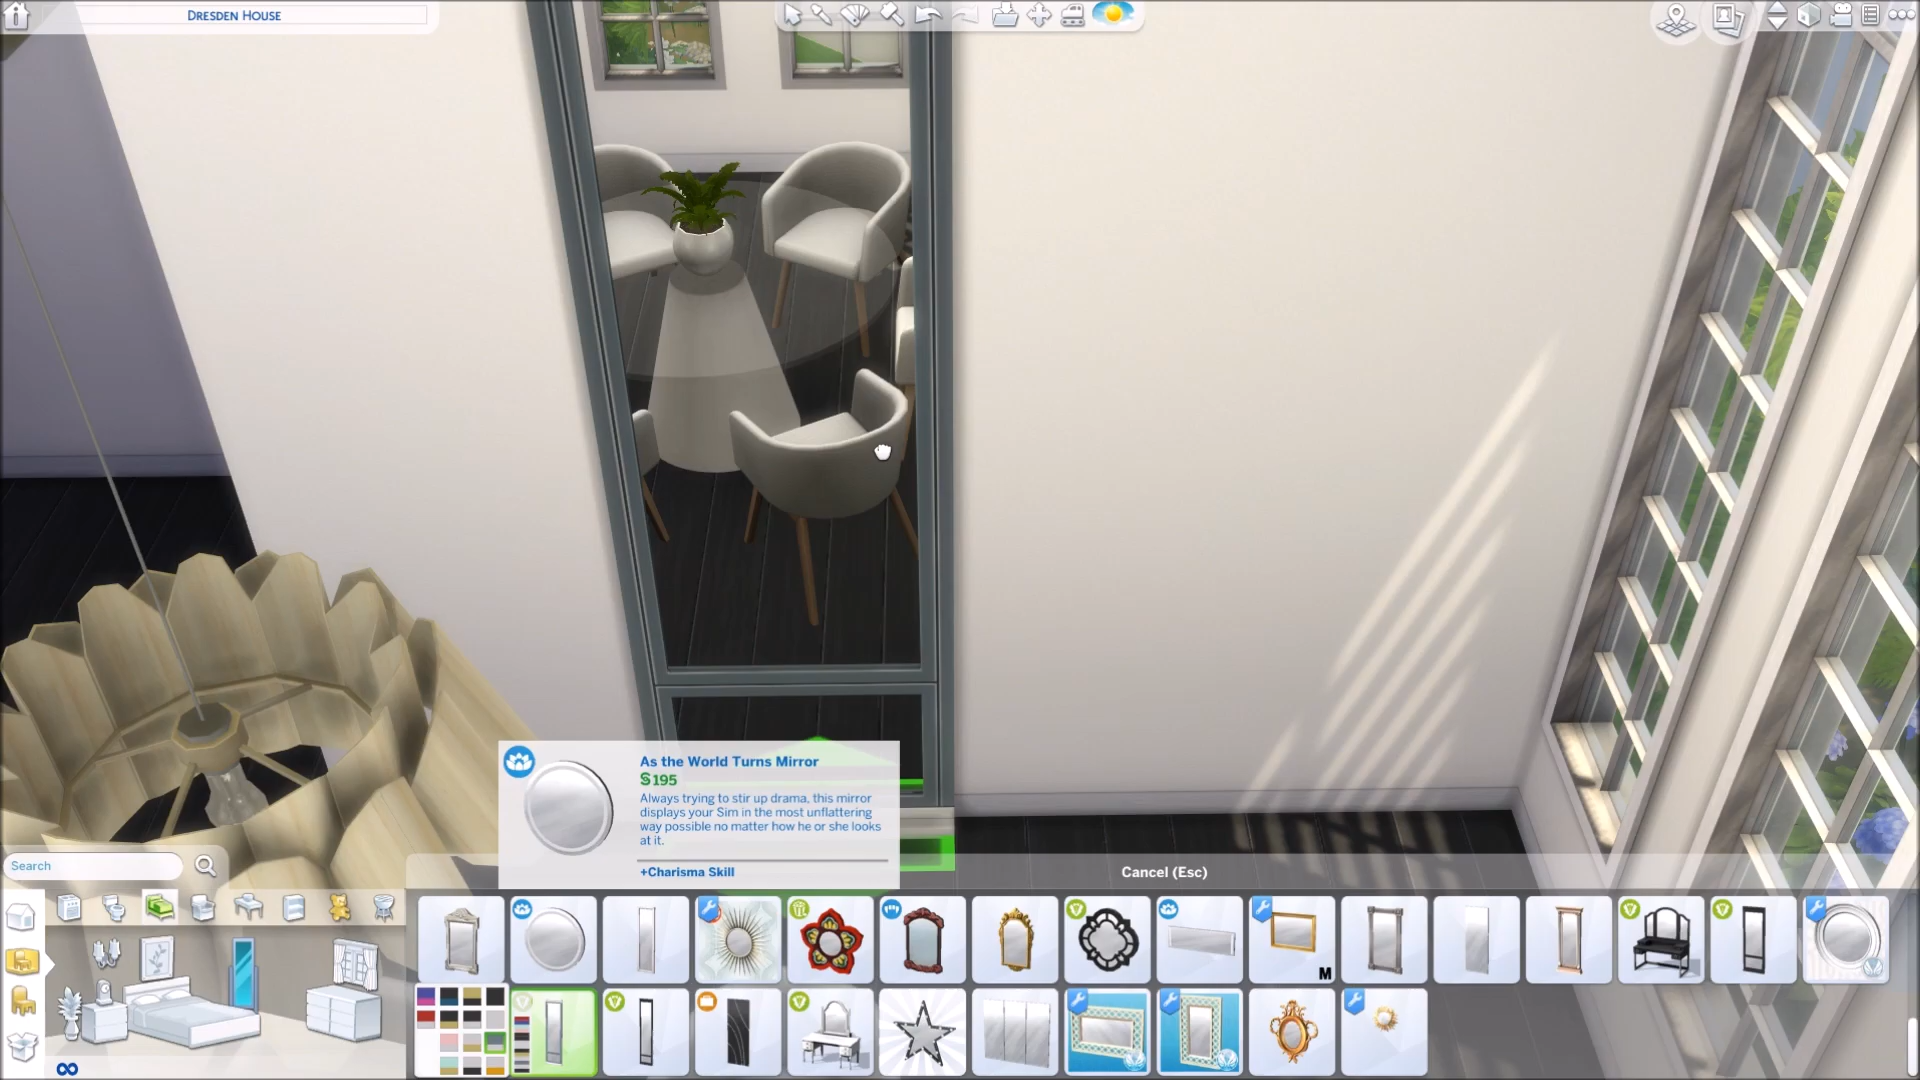 DRESDEN HOUSE
As the World Turns Mirror
§195
Always trying to stir up drama, this mirror
displays your Sim in the most unflattering
way possible no matter how he or she looks
at it.
+Charisma Skill
Search
Cancel (Esc)
M